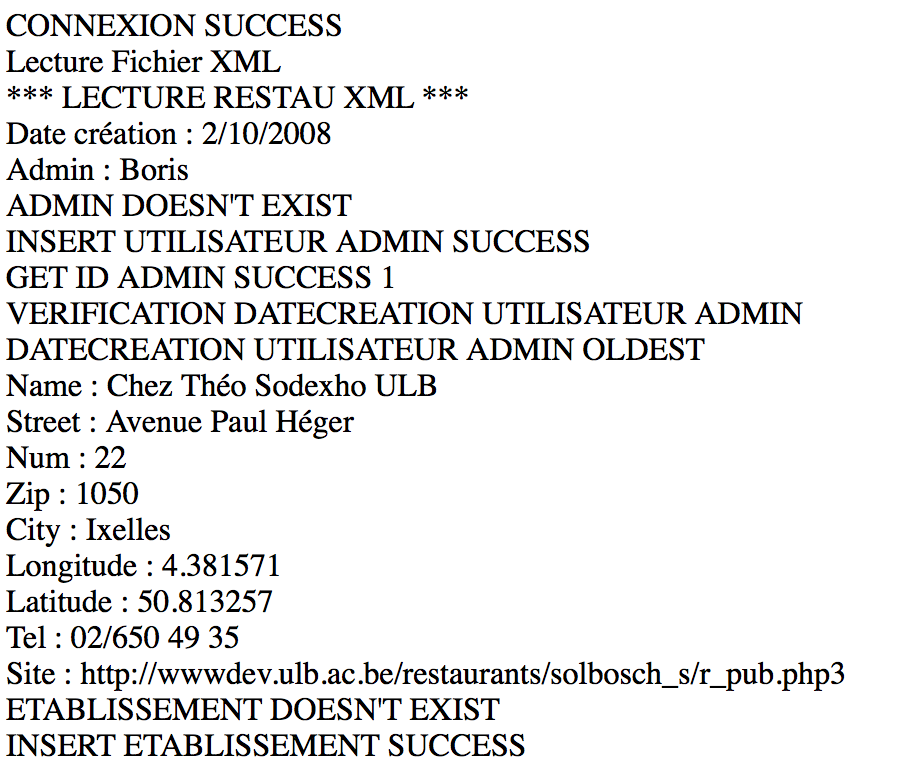 CONNEXION SUCCESS
Lecture Fichier XML
*** LECTURE RESTAU XML ***
Date création : 2/10/2008
Admin : Boris
ADMIN DOESN'T EXIST
INSERT UTILISATEUR ADMIN SUCCESS
GET ID ADMIN SUCCESS 1
VERIFICATION DATECREATION UTILISATEUR ADMIN
DATECREATION UTILISATEUR ADMIN OLDEST
Name : Chez Théo Sodexho ULB
Street : Avenue Paul Héger
Num : 22
Zip : 1050
City : Ixelles
Longitude : 4.381571
Latitude : 50.813257
Tel : 02/650 49 35
Site : http://wwwdev.ulb.ac.be/restaurants/solbosch_s/r_pub.php3
ETABLISSEMENT DOESN'T EXIST
INSERT ETABLISSEMENT SUCCESS